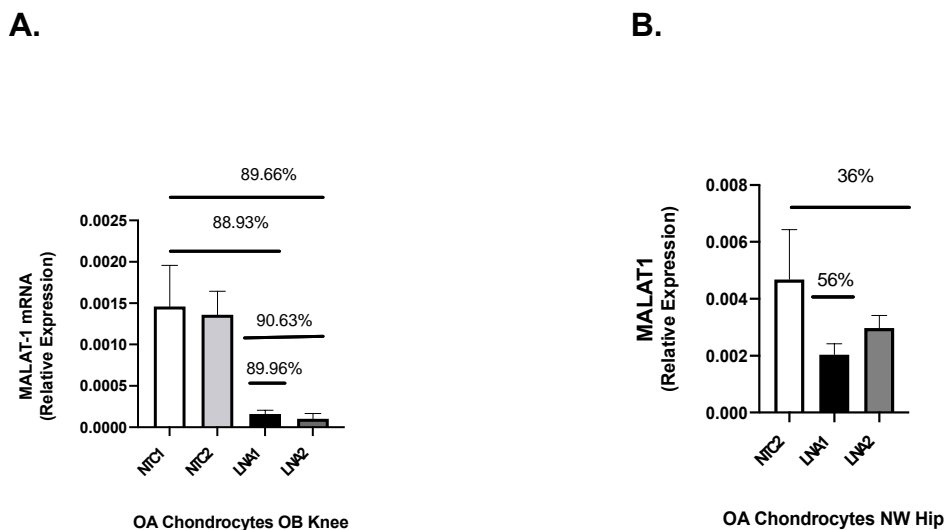 A.
B.
89.66%
88.93%
90.63%
89.96%
0.0025
0.0020
0.0015
0.0010
0.0005
0.0000
MALAT-1 mRNA
(Relative Expression)
NTC1
NTC2
LNA1
LNA2
OA Chondrocytes OB Knee
36%
56%
0.008
0.006
0.004
0.002
0.000
MALAT1
(Relative Expression)
NTC2
LNA1
LNA2
OA Chondrocytes NW Hip